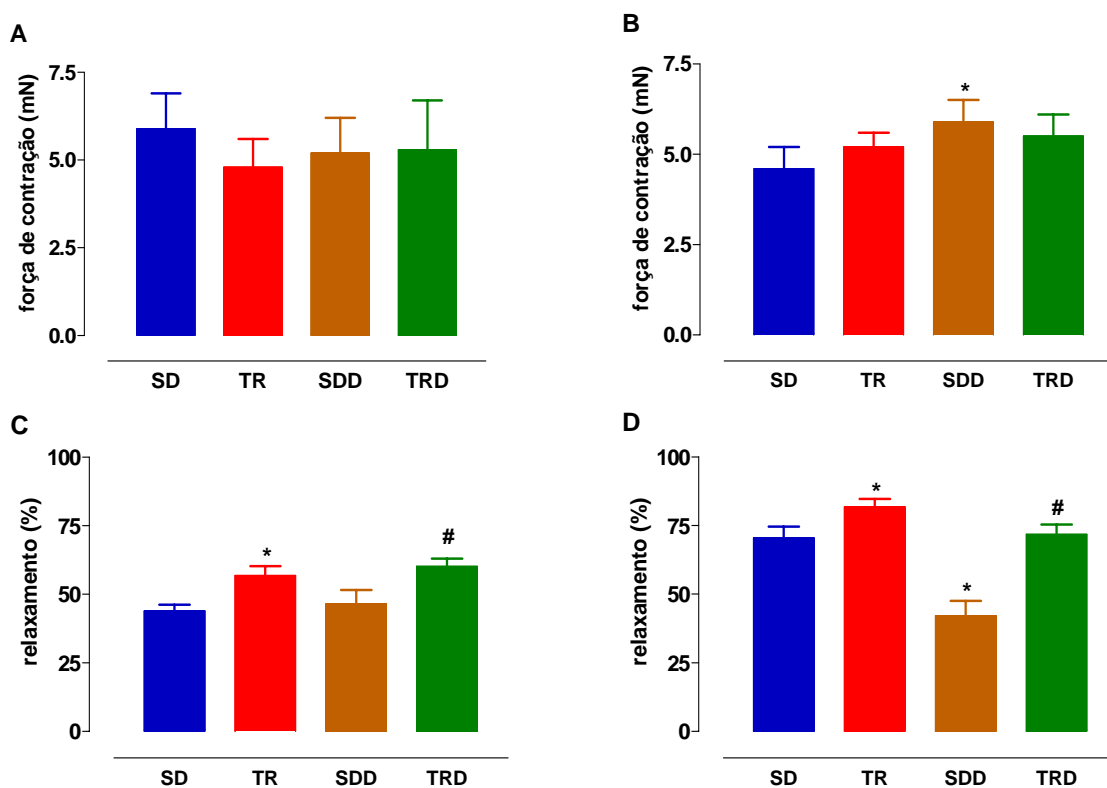 A
força de contração (mN)
7.5
5.0
2.5
0.0
SD TR SDD TRD
B
força de contração (mN)
7.5
5.0
2.5
0.0
*
SD TR SDD TRD
C
relaxamento (%)
100
75
50
25
0
* #
SD TR SDD TRD
D
relaxamento (%)
100
75
50
25
0
* * #
SD TR SDD TRD